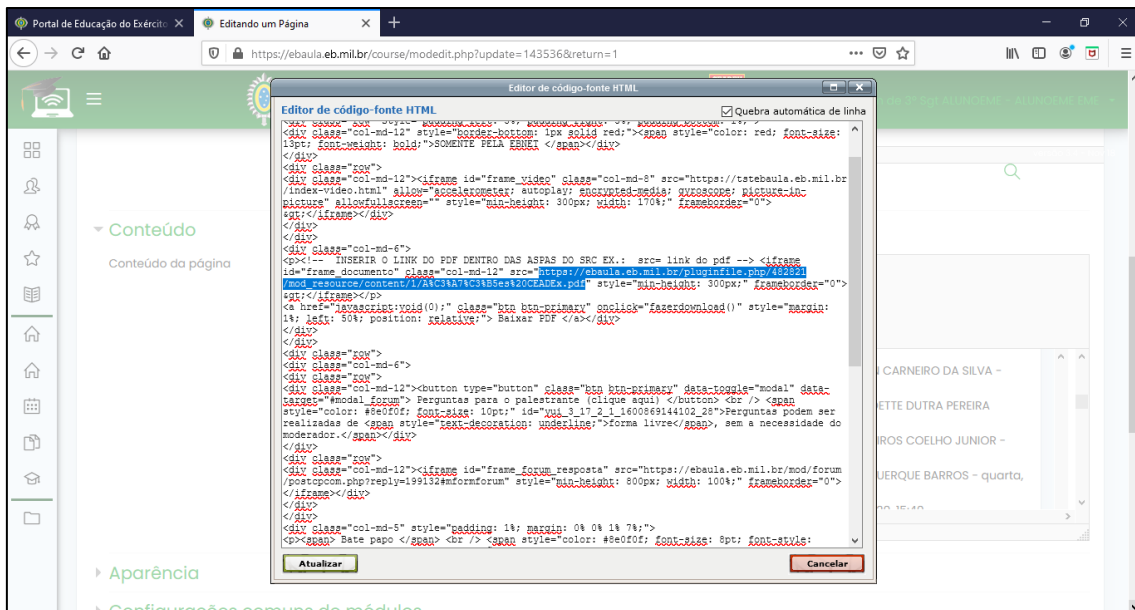 Portal de Educação do Exército
Editando um Página
https://ebaula.eb.mil.br/course/modedit.php?update=143536&return=1
Editor de código-fonte HTML
Editor de código-fonte HTML
Quebra automática de linha
<div class="col-md-12" style="border-bottom: 1px solid red;"><span style="color: red; font-size:
13pt; font-weight: bold;">SOMENTE PELA EBNET </span></div>
</div>
<div class="row">
<div class="col-md-12"><iframe id="frame_video" class="col-md-8" src="https://tstebaula.eb.mil.br
/index-video.html" allow="accelerometer; autoplay; encrypted-media; gyroscope; picture-in-
picture" allowfullscreen="" style="min-height: 300px; width: 170%;" frameborder="0">
&gt;</iframe></div>
</div>
</div>
<div class="col-md-6">
<p><!-- INSERIR O LINK DO PDF DENTRO DAS ASPAS DO SRC EX.: src= link do pdf --> <iframe
id="frame_documento" class="col-md-12" src="https://ebaula.eb.mil.br/pluginfile.php/482821
/mod_resource/content/1/A%C3%A7%C3%B5es%20CEADEx.pdf" style="min-height: 300px;" frameborder="0">
&gt;</iframe></p>
<a href="javascript:void(0);" class="btn btn-primary" onclick="fazerdownload()" style="margin:
1%; left: 50%; position: relative;"> Baixar PDF </a></div>
</div>
</div>
<div class="row">
<div class="col-md-6">
<div class="row">
<div class="col-md-12"><button type="button" class="btn btn-primary" data-toggle="modal" data-
target="#modal_forum"> Perguntas para o palestrante (clique aqui) </button> <br /> <span
style="color: #8e0f0f; font-size: 10pt;" id="yui_3_17_2_1_1600869144102_28">Perguntas podem ser
realizadas de <span style="text-decoration: underline;">forma livre</span>, sem a necessidade do
moderador.</span></div>
</div>
<div class="row">
<div class="col-md-12"><iframe id="frame_forum_resposta" src="https://ebaula.eb.mil.br/mod/forum
/postcpcom.php?reply=199132#mformforum" style="min-height: 800px; width: 100%;" frameborder="0">
</iframe></div>
</div>
</div>
<div class="col-md-5" style="padding: 1%; margin: 0% 0% 1% 7%;">
<p><span> Bate papo </span> <br /> <span style="color: #8e0f0f; font-size: 8pt; font-style:
Atualizar
Cancelar
Conteúdo
Conteúdo da página
CARNEIRO DA SILVA -
DUTRA PEREIRA
COELHO JUNIOR -
BARROS - quarta,
Aparência
Configurações comuns de módulos